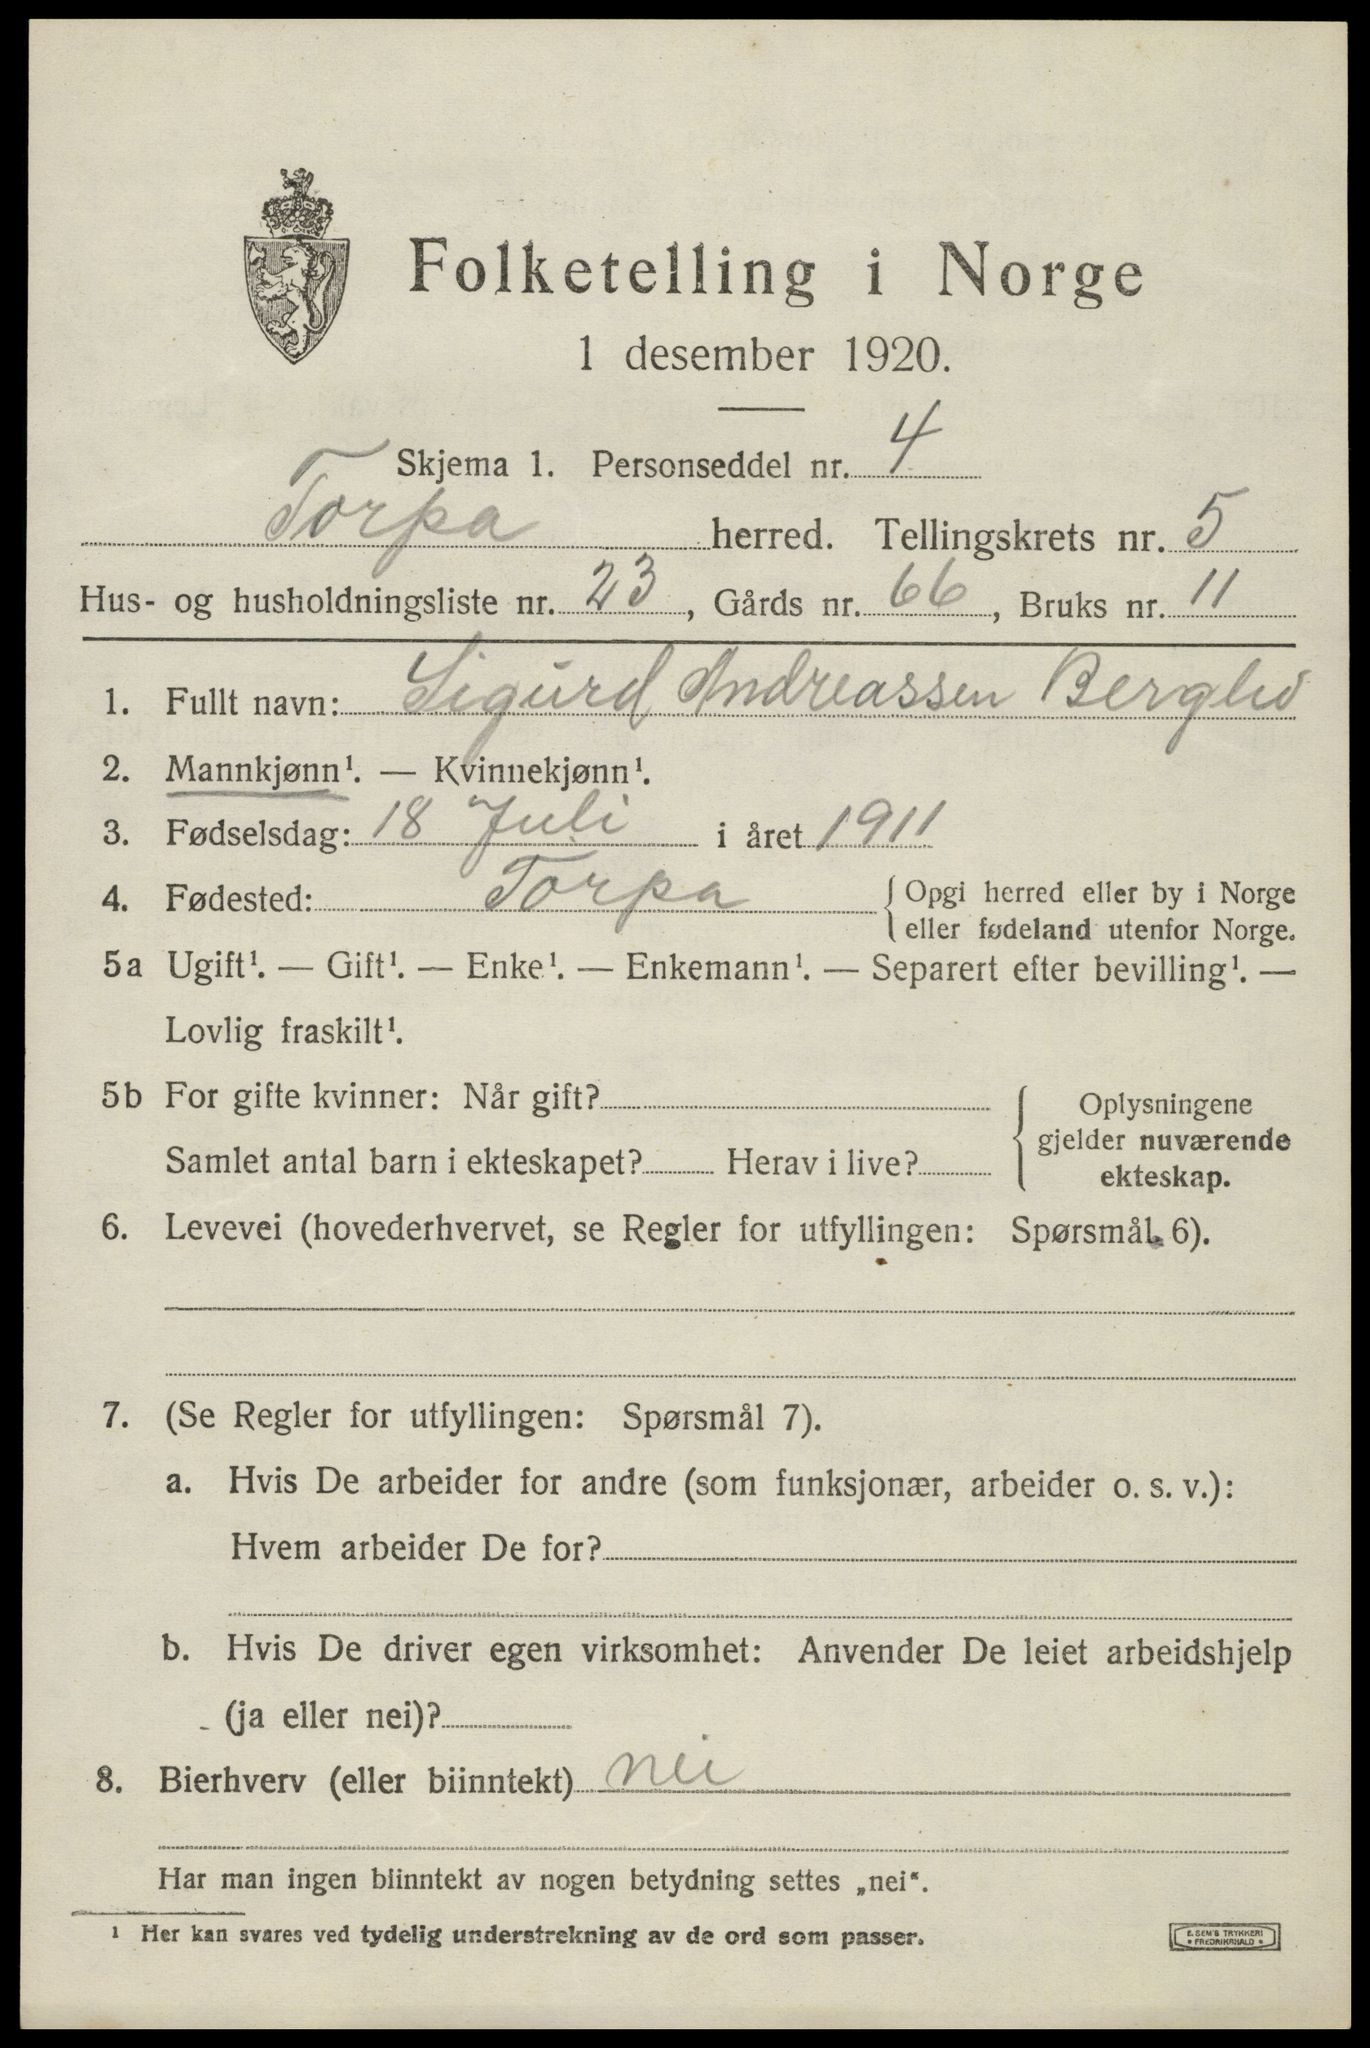 Folketelling i Norge
1 desember 1920.
Skjema 1. Personseddel nr. 4
Torpa herred. Tellingskrets nr. 5
Hus- og husholdningsliste nr. 23, Gårds nr. 66, Bruks nr. 11
1. Fullt navn: Sigurd Andreassen
2. Mannkjønn¹. — Kvinnekjønn¹.
3. Fødselsdag: 18 Juli i året 1911
4. Fødested: Torpa { Opgi herred eller by i Norge
eller fødeland utenfor Norge.
5a Ugift¹. — Gift¹. — Enke¹. — Enkemann¹. — Separert efter bevilling¹. —
Lovlig fraskilt¹.
5b For gifte kvinner: Når gift?
Samlet antal barn i ekteskapet? Herav i live?
{ Oplysningene
gjelder nuværende
ekteskap.
6. Levevei (hovederhvervet, se Regler for utfyllingen: Spørsmål 6).
7. (Se Regler for utfyllingen: Spørsmål 7).
a. Hvis De arbeider for andre (som funksjonær, arbeider o. s. v.):
Hvem arbeider De for?
b. Hvis De driver egen virksomhet: Anvender De leiet arbeidshjelp
(ja eller nei)?
8. Bierhverv (eller biinntekt) nei
Har man ingen biinntekt av nogen betydning settes „nei“.
¹ Her kan svares ved tydelig understrekning av de ord som passer.
E. SEM'S TRYKKERI
* FREDRIKSHALD *